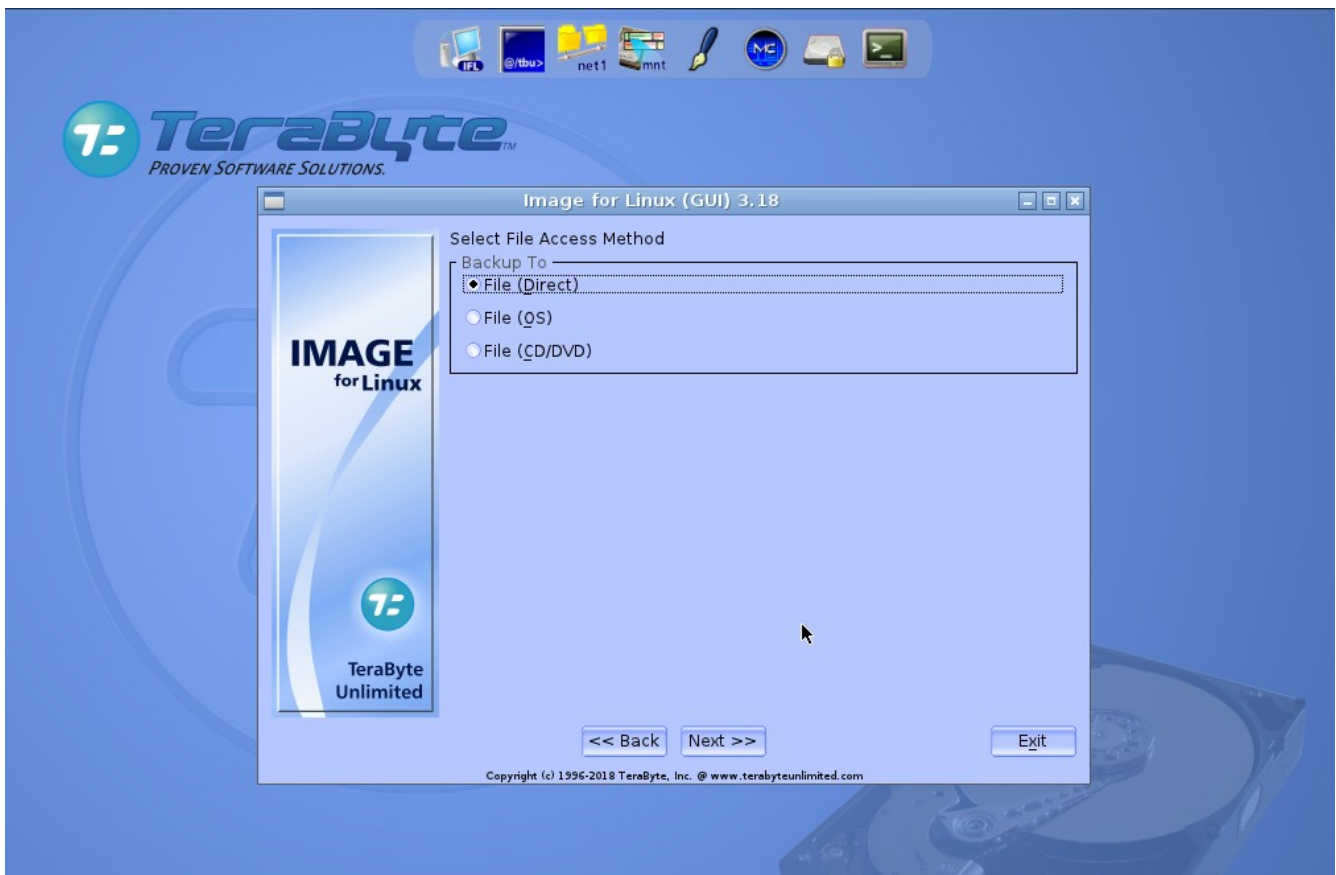 IFL
@/tbu>
net1
mnt
MC
>_
TeraByte™
PROVEN SOFTWARE SOLUTIONS.
Image for Linux (GUI) 3.18
Select File Access Method
Backup To
File (Direct)
File (OS)
File (CD/DVD)
IMAGE
for Linux
TeraByte
Unlimited
<< Back
Next >>
Exit
Copyright (c) 1996-2018 TeraByte, Inc. @ www.terabyteunlimited.com